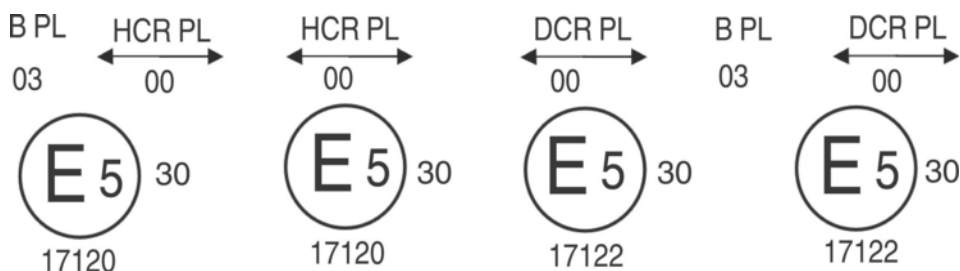 B PL HCR PL
03 00
E 5 30
17120
HCR PL
00
E 5 30
17120
DCR PL
00
E 5 30
17122
B PL DCR PL
03 00
E 5 30
17122